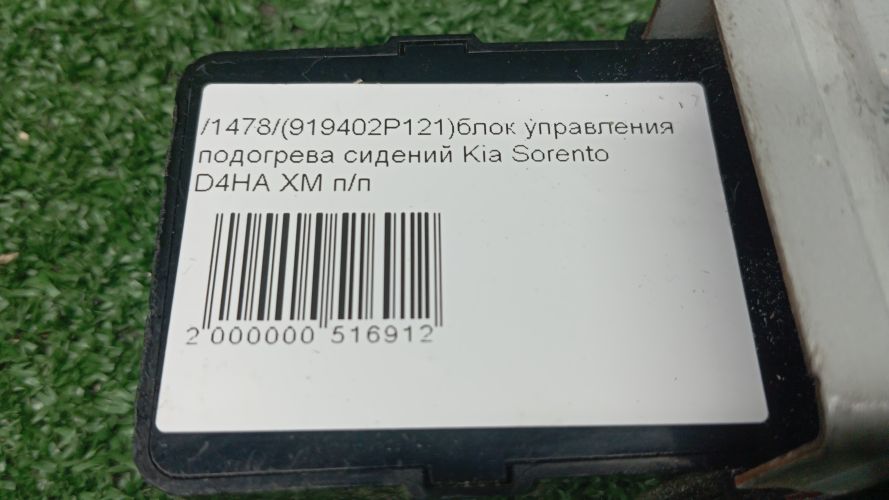 /1478/(919402P121)блок управления
подогрева сидений Kia Sorento
D4HA XM п/п
2 000000 516912